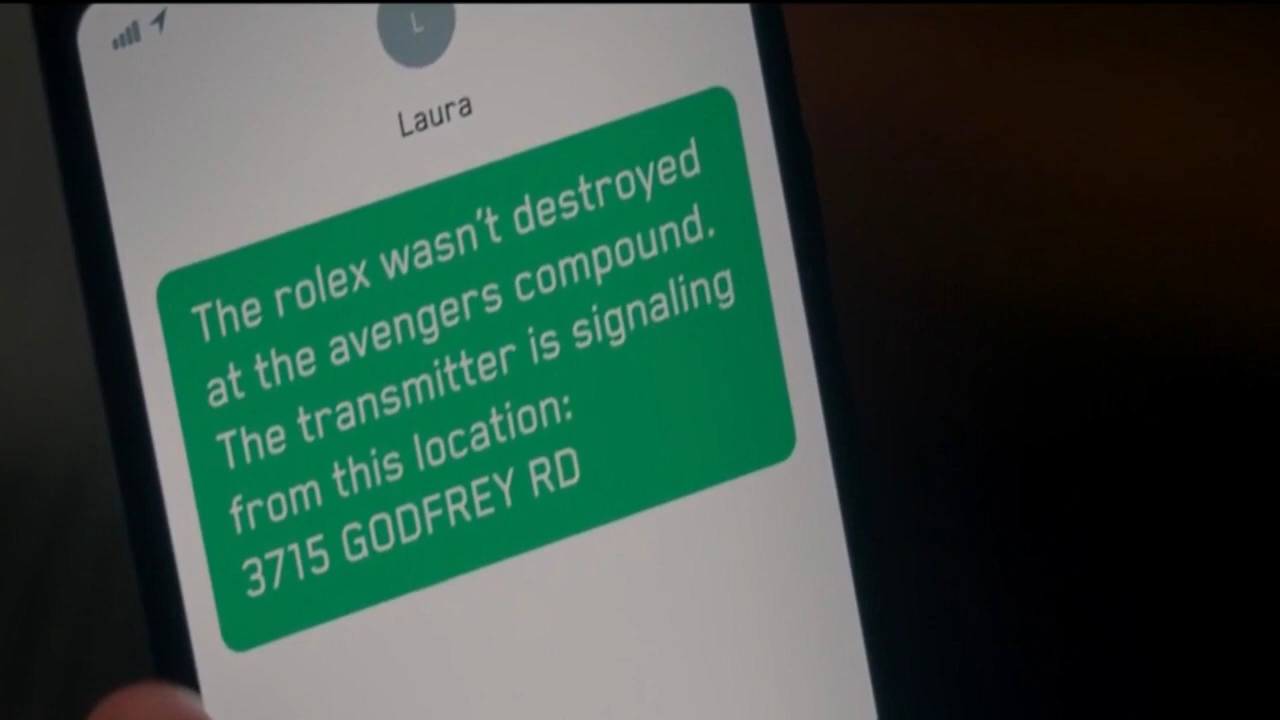 L
Laura
The rolex wasn't destroyed
at the avengers compound.
The transmitter is signaling
from this location:
3715 GODFREY RD